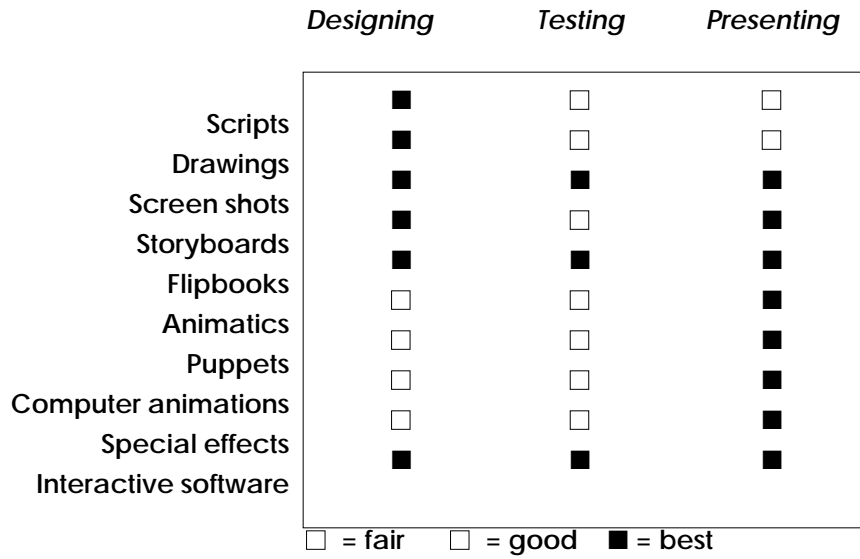 Designing Testing Presenting
Scripts
Drawings
Screen shots
Storyboards
Flipbooks
Animatics
Puppets
Computer animations
Special effects
Interactive software
□ = fair □ = good ■ = best